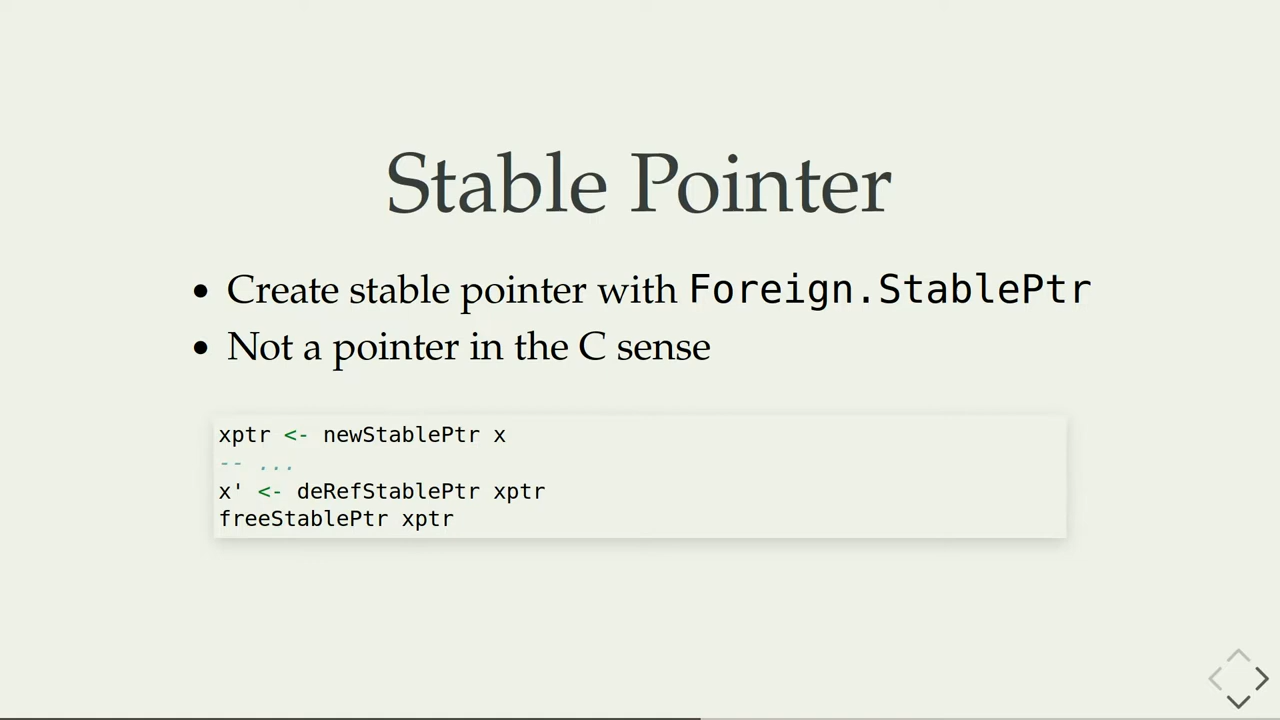 Stable Pointer
• Create stable pointer with Foreign.StablePtr
• Not a pointer in the C sense
xptr <- newStablePtr x
-- ...
x' <- deRefStablePtr xptr
freeStablePtr xptr